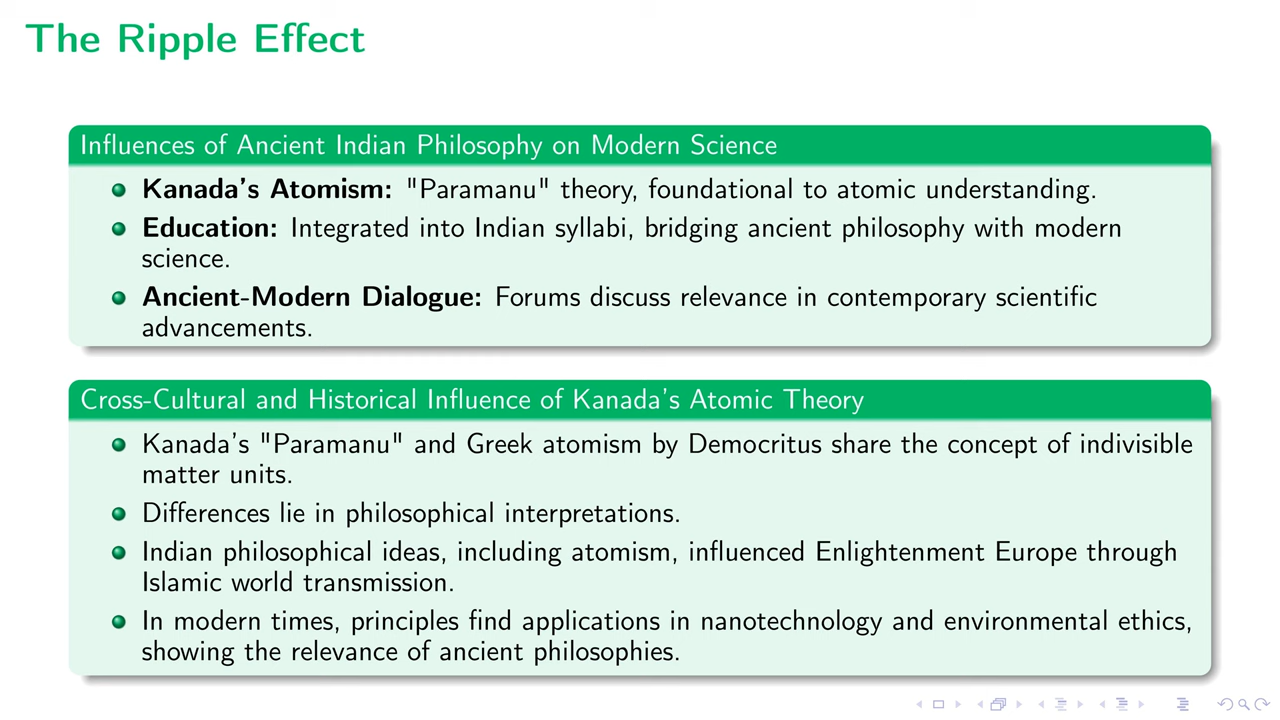 The Ripple Effect
Influences of Ancient Indian Philosophy on Modern Science
Kanada's Atomism: "Paramanu" theory, foundational to atomic understanding.
Education: Integrated into Indian syllabi, bridging ancient philosophy with modern
science.
Ancient-Modern Dialogue: Forums discuss relevance in contemporary scientific
advancements.
Cross-Cultural and Historical Influence of Kanada's Atomic Theory
Kanada's "Paramanu" and Greek atomism by Democritus share the concept of indivisible
matter units.
Differences lie in philosophical interpretations.
Indian philosophical ideas, including atomism, influenced Enlightenment Europe through
Islamic world transmission.
In modern times, principles find applications in nanotechnology and environmental ethics,
showing the relevance of ancient philosophies.